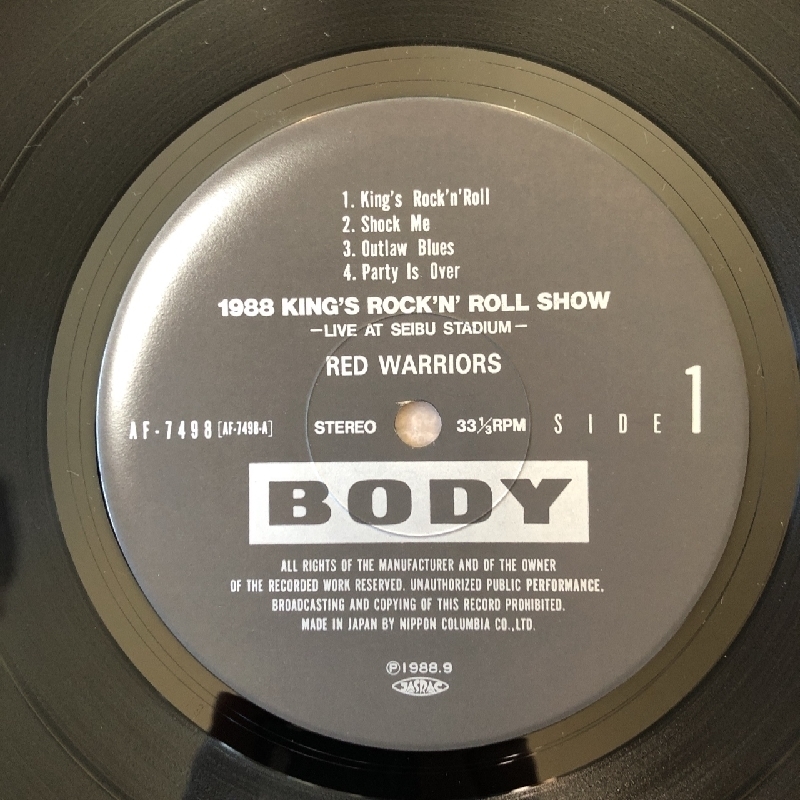 1. King's Rock'n'Roll
2. Shock Me
3. Outlaw Blues
4. Party Is Over
1988 KING'S ROCK'N' ROLL SHOW
–LIVE AT SEIBU STADIUM–
RED WARRIORS
AF-7498 [AF-7498-A] STEREO 33⅓RPM SIDE 1
BODY
ALL RIGHTS OF THE MANUFACTURER AND OF THE OWNER
OF THE RECORDED WORK RESERVED. UNAUTHORIZED PUBLIC PERFORMANCE.
BROADCASTING AND COPYING OF THIS RECORD PROHIBITED.
MADE IN JAPAN BY NIPPON COLUMBIA CO.,LTD.
℗1988.9
JASRAC